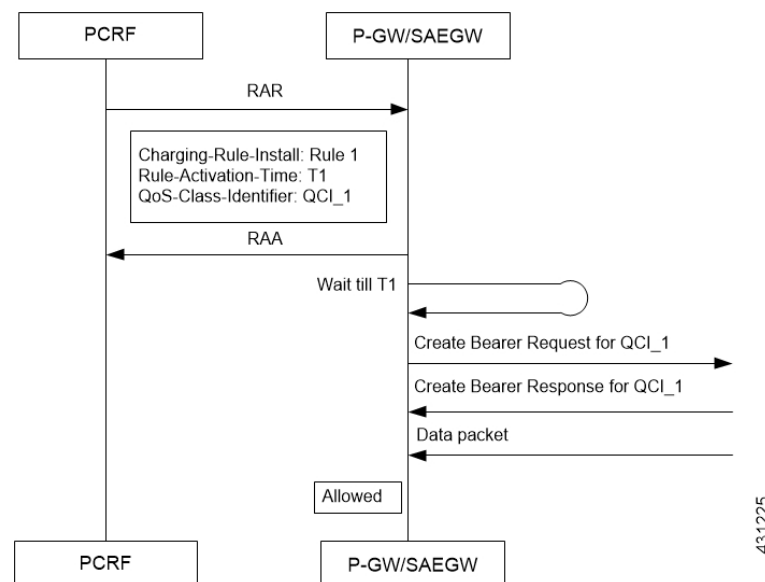 PCRF
P-GW/SAEGW
RAR
Charging-Rule-Install: Rule 1
Rule-Activation-Time: T1
QoS-Class-Identifier: QCI_1
RAA
Wait till T1
Create Bearer Request for QCI_1
Create Bearer Response for QCI_1
Data packet
Allowed
431225
PCRF
P-GW/SAEGW